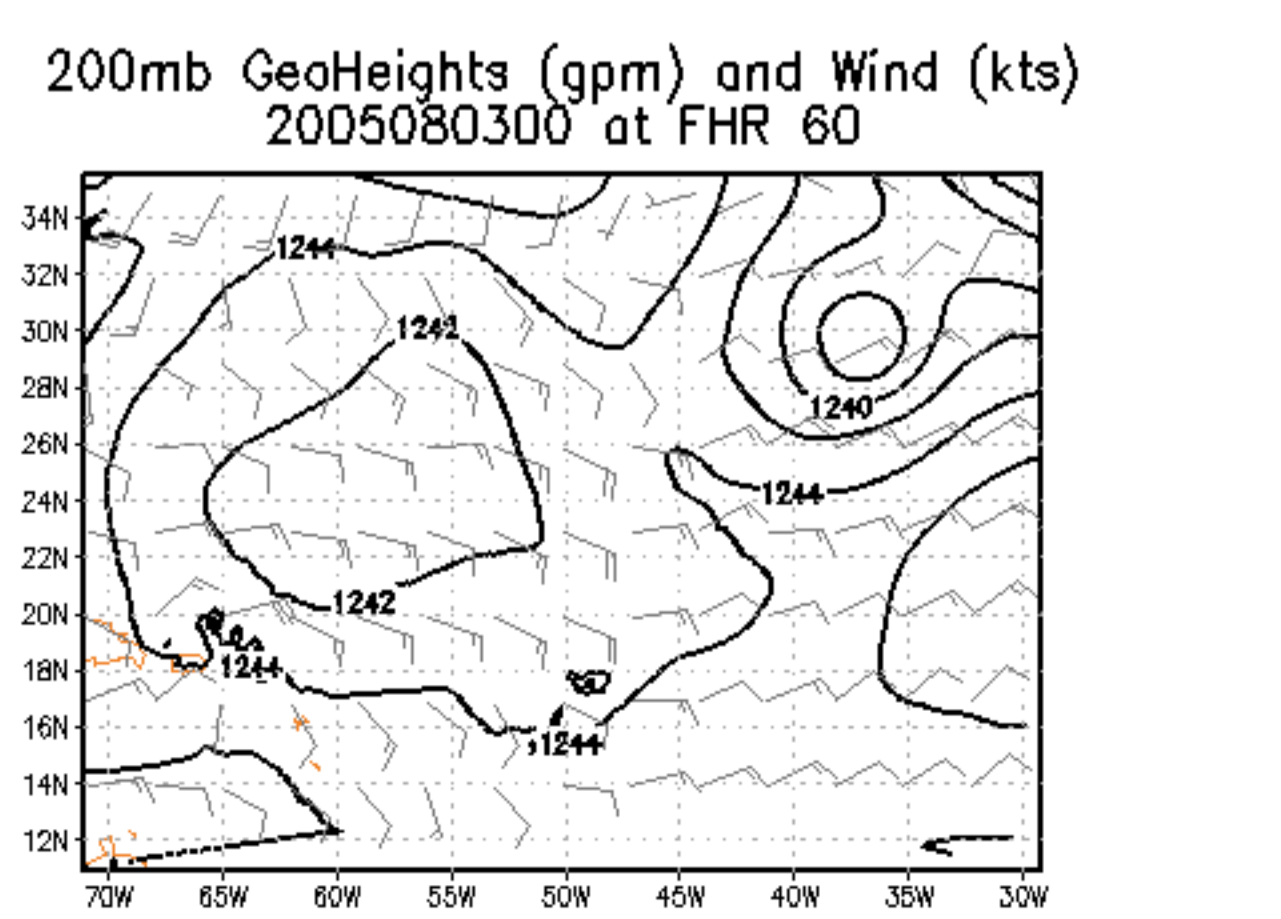 200mb GeoHeights (gpm) and Wind (kts)
2005080300 at FHR 60
34N
1244
32N
30N
1242
28N
1240
26N
24N
1244
22N
20N
1242
18N
1244
16N
1244
14N
12N
70W 65W 60W 55W 50W 45W 40W 35W 30W